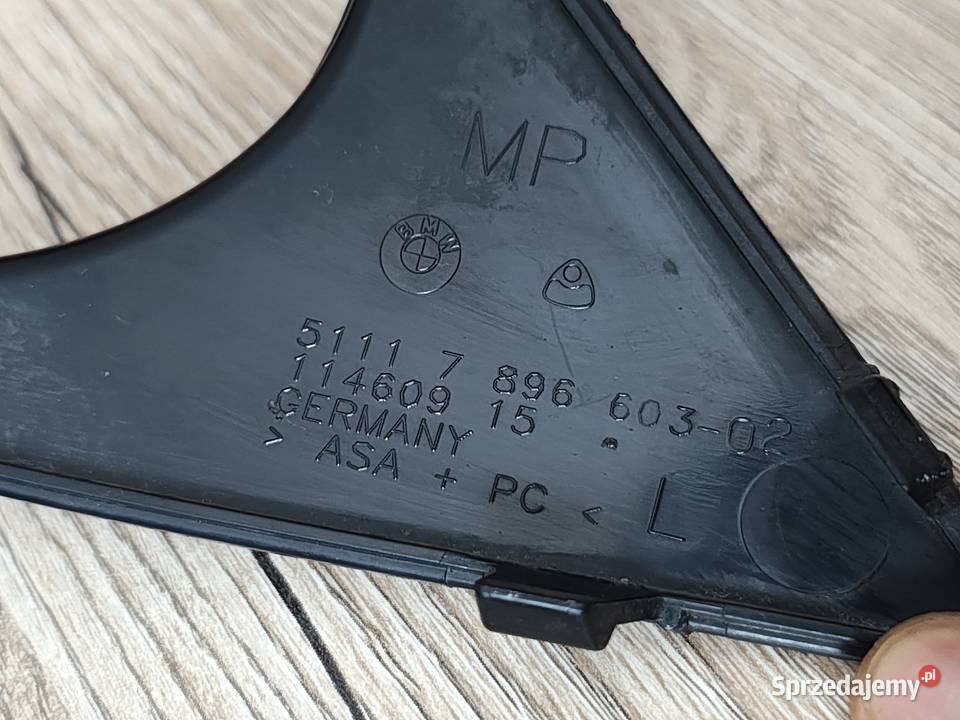 MP
BMW
5111 7 896 603-02
114609 15
GERMANY
> ASA + PC <
L
Sprzedajemy.pl